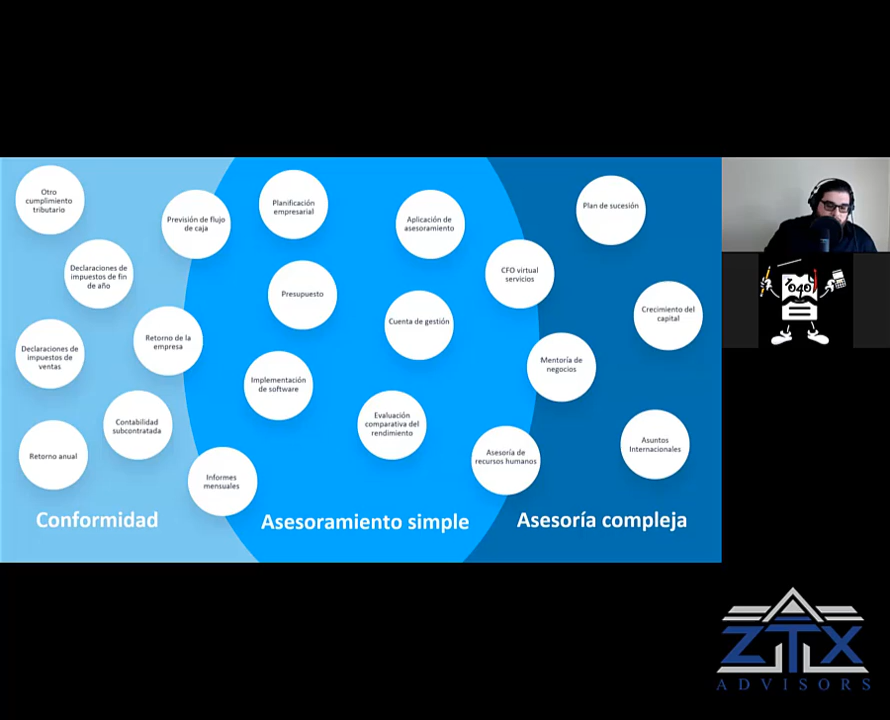 Otro
cumplimiento
tributario
Declaraciones de
impuestos de fin
de año
Declaraciones de
impuestos de
ventas
Retorno anual
Contabilidad
subcontratada
Retorno de la
empresa
Previsión de flujo
de caja
Informes
mensuales
Conformidad
Planificación
empresarial
Presupuesto
Implementación
de software
Aplicación de
asesoramiento
Cuenta de gestión
Evaluación
comparativa del
rendimiento
Asesoramiento simple
CFO virtual
servicios
Mentoría de
negocios
Asesoría de
recursos humanos
Plan de sucesión
Crecimiento del
capital
Asuntos
Internacionales
Asesoría compleja
ZTX
ADVISORS